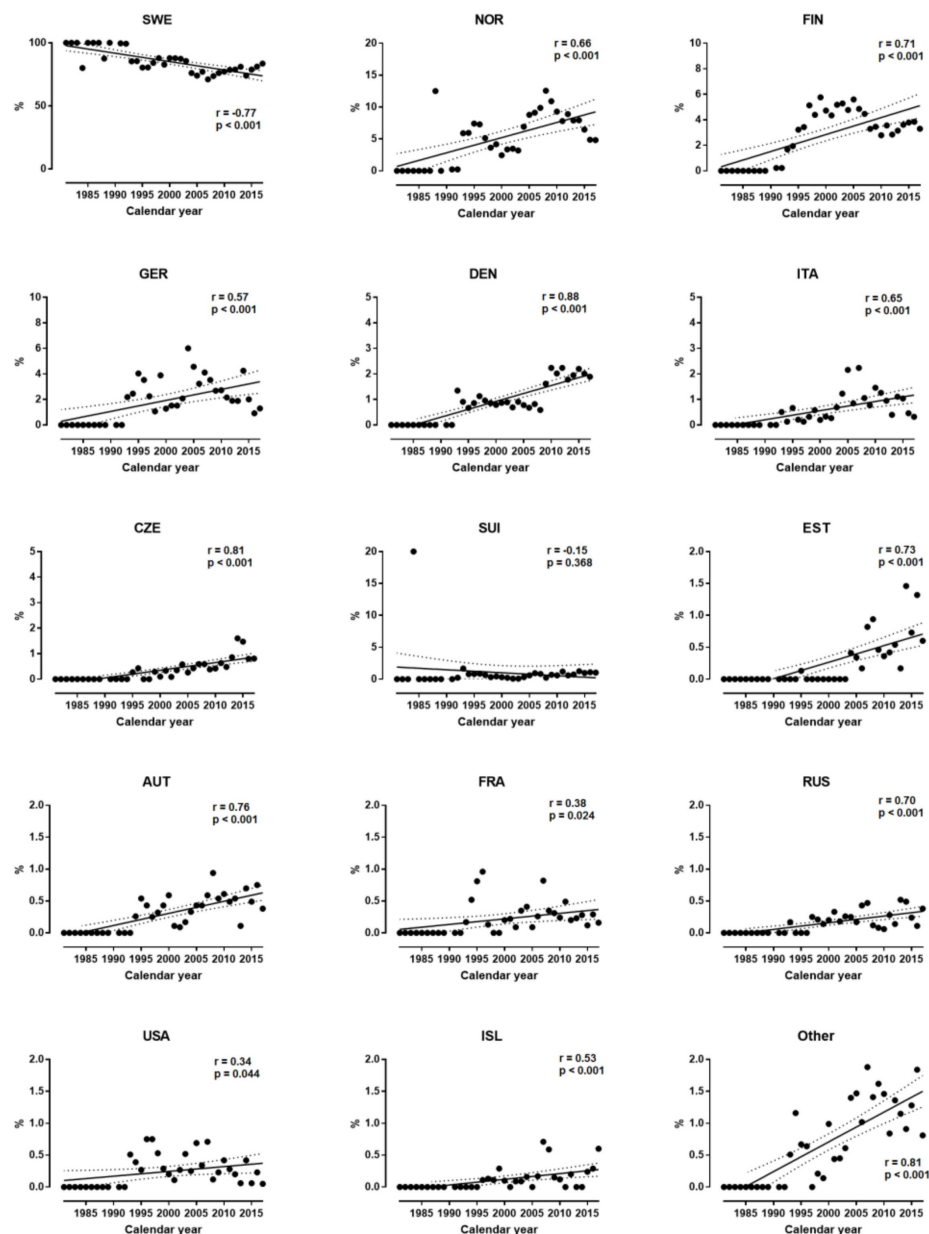 SWE
100
50
0
%
r = -0.77
p < 0.001
1985 1990 1995 2000 2005 2010 2015
Calendar year
NOR
20
15
10
5
0
%
r = 0.66
p < 0.001
1985 1990 1995 2000 2005 2010 2015
Calendar year
FIN
10
8
6
4
2
0
%
r = 0.71
p < 0.001
1985 1990 1995 2000 2005 2010 2015
Calendar year
GER
10
8
6
4
2
0
%
r = 0.57
p < 0.001
1985 1990 1995 2000 2005 2010 2015
Calendar year
DEN
5
4
3
2
1
0
%
r = 0.88
p < 0.001
1985 1990 1995 2000 2005 2010 2015
Calendar year
ITA
5
4
3
2
1
0
%
r = 0.65
p < 0.001
1985 1990 1995 2000 2005 2010 2015
Calendar year
CZE
5
4
3
2
1
0
%
r = 0.81
p < 0.001
1985 1990 1995 2000 2005 2010 2015
Calendar year
SUI
20
15
10
5
0
%
r = -0.15
p = 0.368
1985 1990 1995 2000 2005 2010 2015
Calendar year
EST
2.0
1.5
1.0
0.5
0.0
%
r = 0.73
p < 0.001
1985 1990 1995 2000 2005 2010 2015
Calendar year
AUT
2.0
1.5
1.0
0.5
0.0
%
r = 0.76
p < 0.001
1985 1990 1995 2000 2005 2010 2015
Calendar year
FRA
2.0
1.5
1.0
0.5
0.0
%
r = 0.38
p = 0.024
1985 1990 1995 2000 2005 2010 2015
Calendar year
RUS
2.0
1.5
1.0
0.5
0.0
%
r = 0.70
p < 0.001
1985 1990 1995 2000 2005 2010 2015
Calendar year
USA
2.0
1.5
1.0
0.5
0.0
%
r = 0.34
p = 0.044
1985 1990 1995 2000 2005 2010 2015
Calendar year
ISL
2.0
1.5
1.0
0.5
0.0
%
r = 0.53
p < 0.001
1985 1990 1995 2000 2005 2010 2015
Calendar year
Other
2.0
1.5
1.0
0.5
0.0
%
r = 0.81
p < 0.001
1985 1990 1995 2000 2005 2010 2015
Calendar year